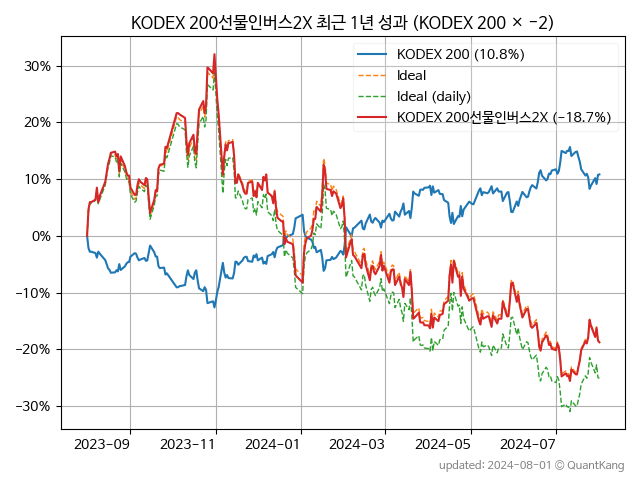 KODEX 200선물인버스2X 최근 1년 성과 (KODEX 200 × −2)
KODEX 200 (10.8%)
Ideal
Ideal (daily)
KODEX 200선물인버스2X (−18.7%)
30%
20%
10%
0%
−10%
−20%
−30%
2023-09
2023-11
2024-01
2024-03
2024-05
2024-07
updated: 2024-08-01 © QuantKang